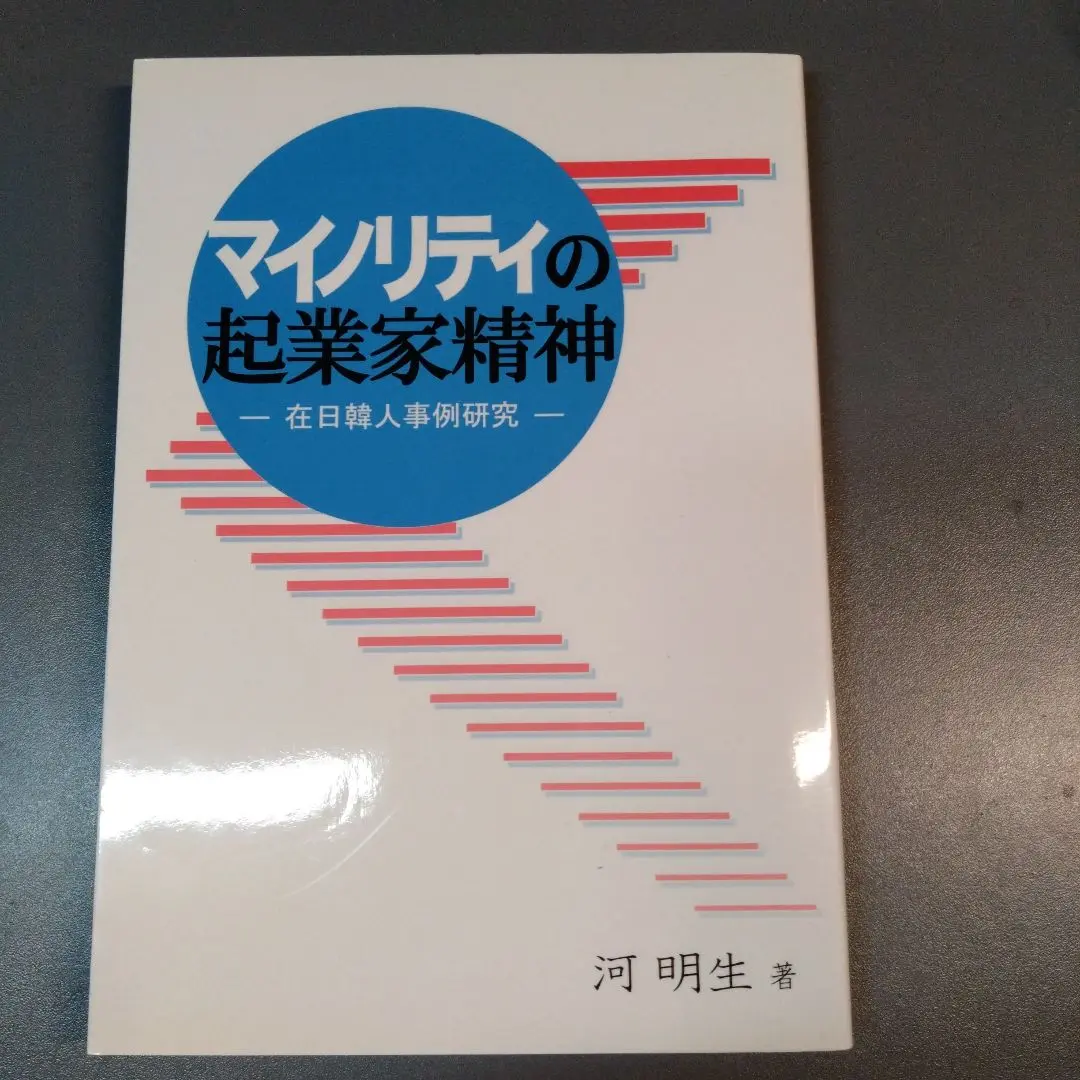 マイノリティの
起業家精神
― 在日韓人事例研究 ―
河 明生 著